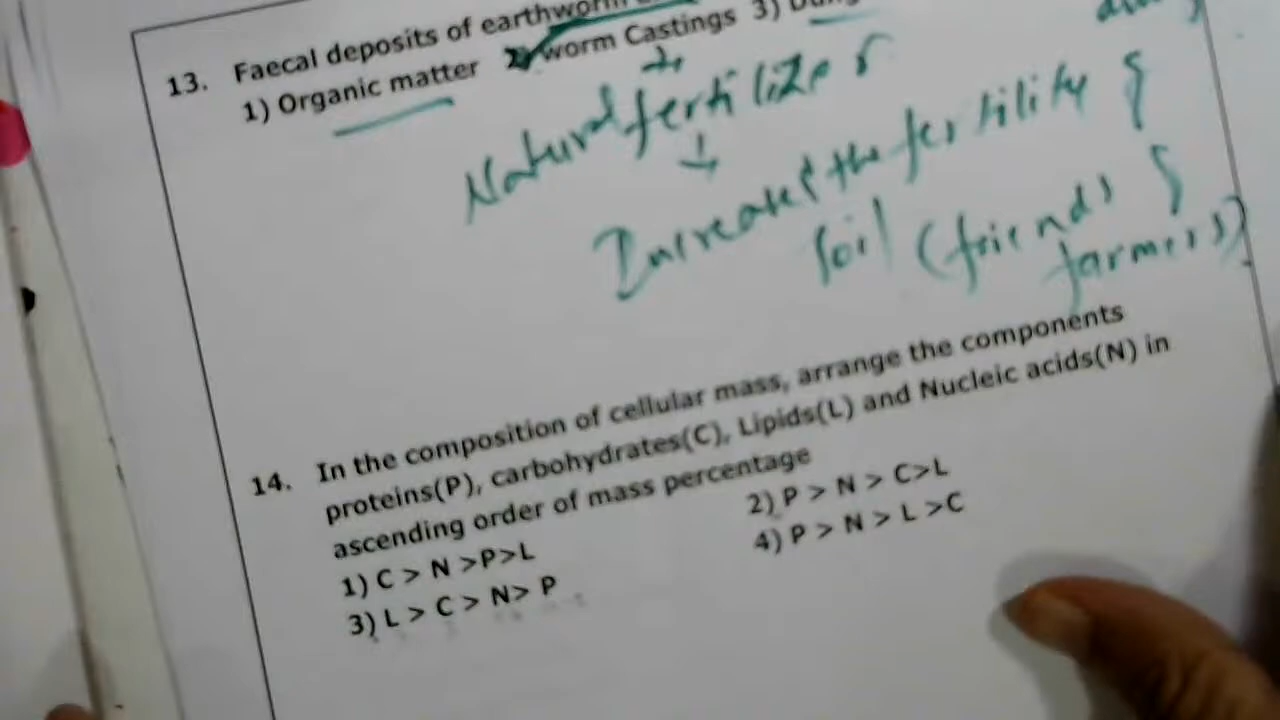 13. Faecal deposits of earthworm
1) Organic matter 2) worm Castings 3)
Natural fertilizer
Increases the fertility of
soil (friends of
farmers)
14. In the composition of cellular mass, arrange the components
proteins(P), carbohydrates(C), Lipids(L) and Nucleic acids(N) in
ascending order of mass percentage
1) C > N >P>L 2) P > N > C>L
3) L > C > N> P 4) P > N > L >C